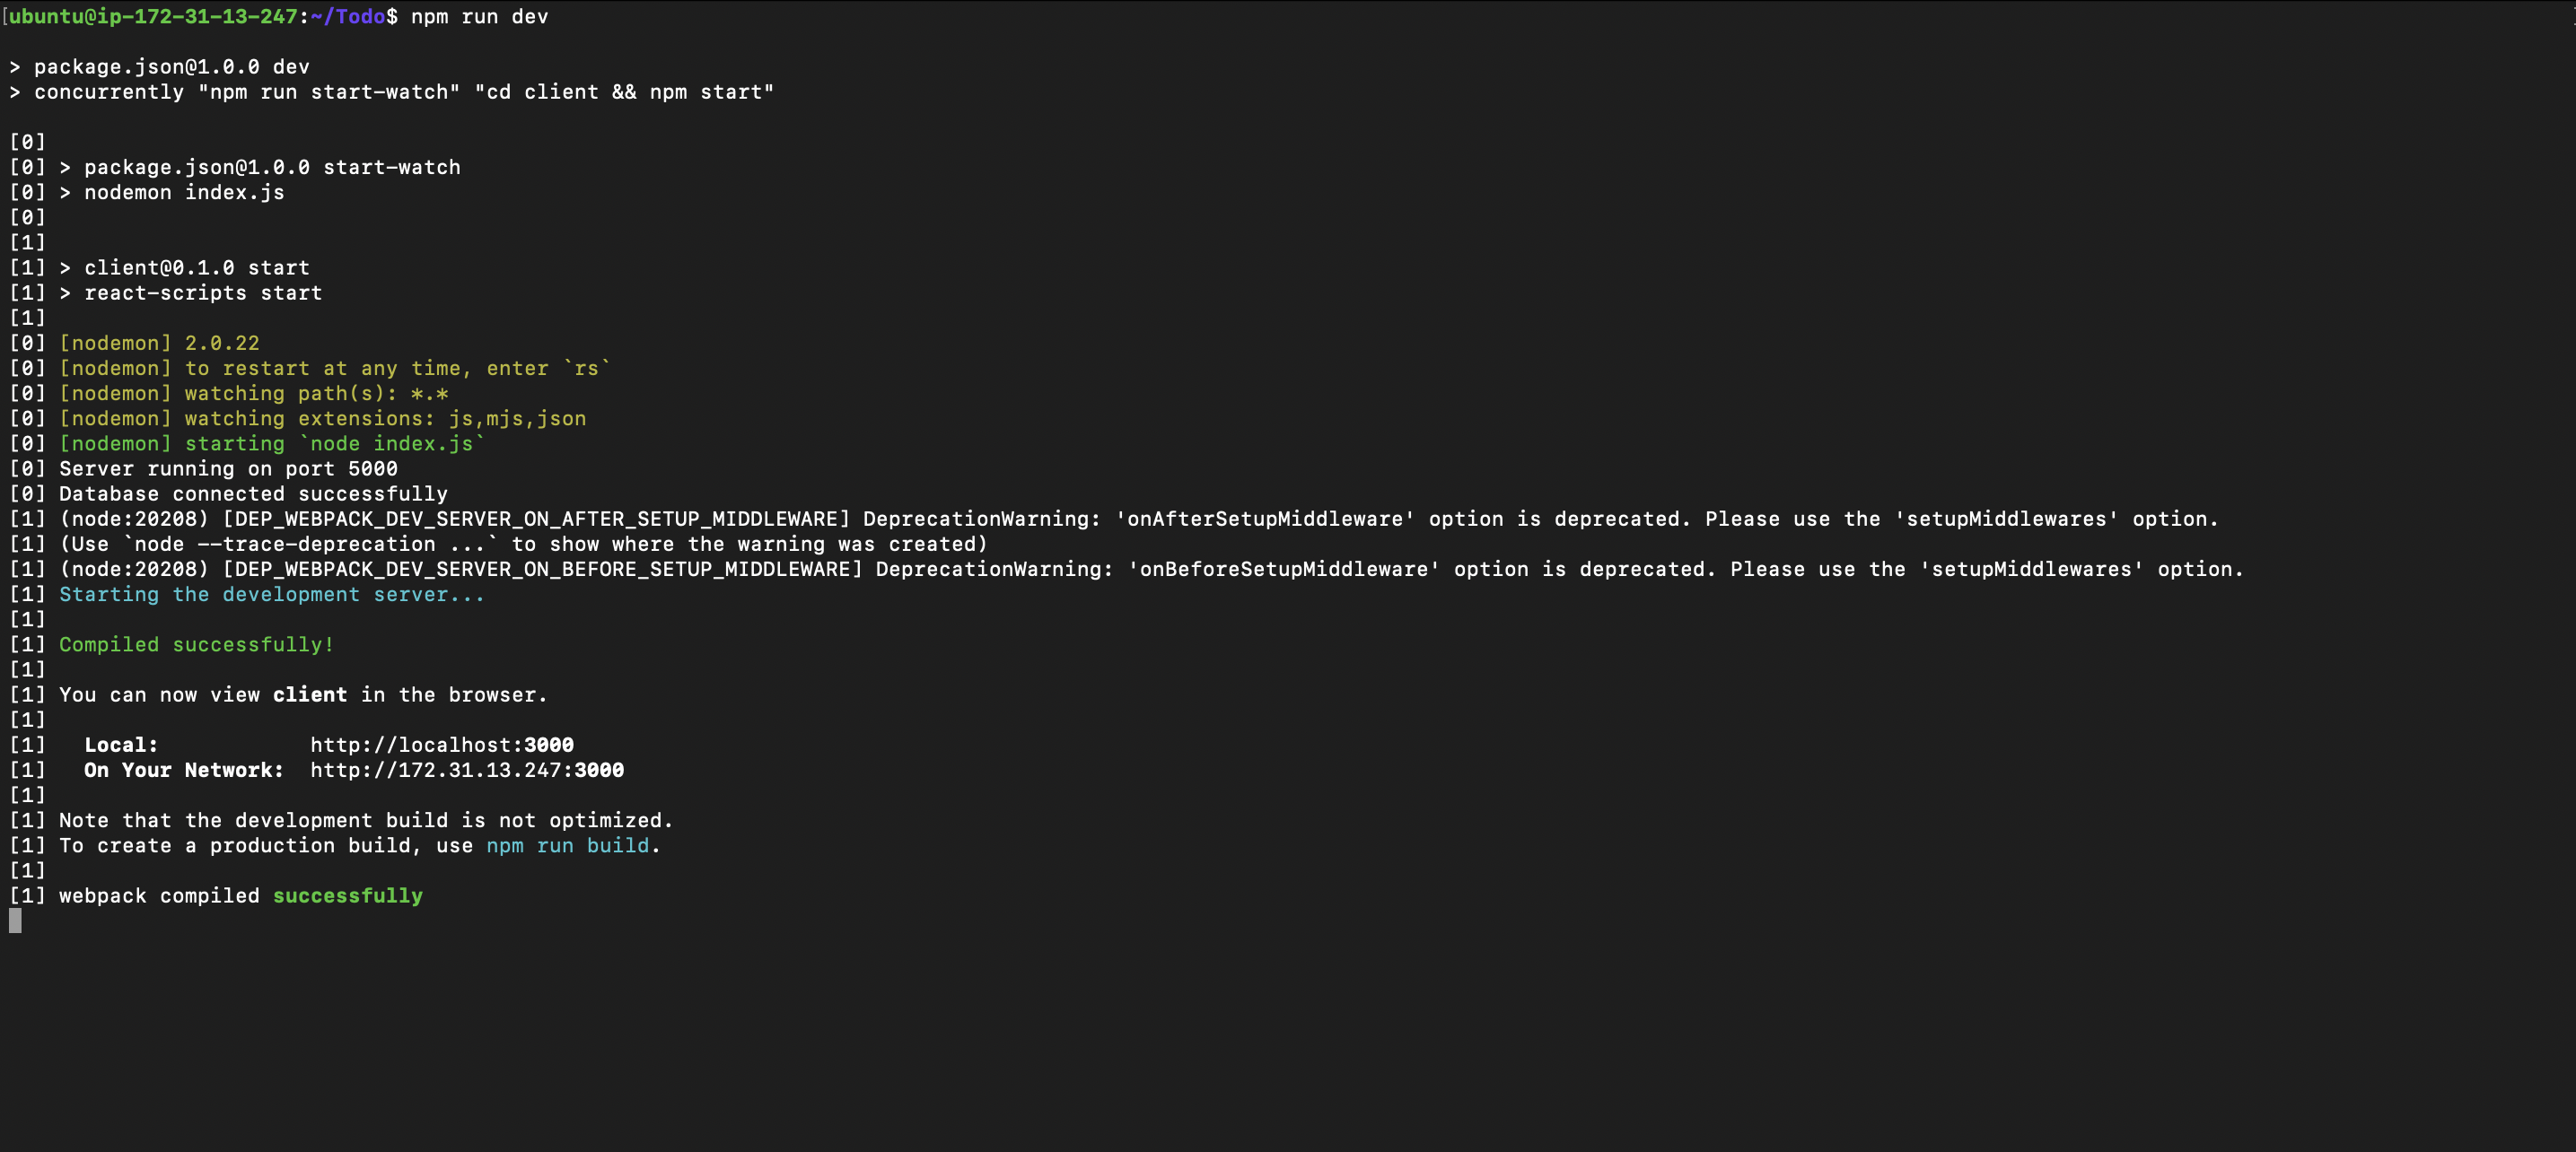 [ubuntu@ip-172-31-13-247:~/Todo$ npm run dev

> package.json@1.0.0 dev
> concurrently "npm run start-watch" "cd client && npm start"

[0]
[0] > package.json@1.0.0 start-watch
[0] > nodemon index.js
[0]
[1]
[1] > client@0.1.0 start
[1] > react-scripts start
[1]
[0] [nodemon] 2.0.22
[0] [nodemon] to restart at any time, enter `rs`
[0] [nodemon] watching path(s): *.*
[0] [nodemon] watching extensions: js,mjs,json
[0] [nodemon] starting `node index.js`
[0] Server running on port 5000
[0] Database connected successfully
[1] (node:20208) [DEP_WEBPACK_DEV_SERVER_ON_AFTER_SETUP_MIDDLEWARE] DeprecationWarning: 'onAfterSetupMiddleware' option is deprecated. Please use the 'setupMiddlewares' option.
[1] (Use `node --trace-deprecation ...` to show where the warning was created)
[1] (node:20208) [DEP_WEBPACK_DEV_SERVER_ON_BEFORE_SETUP_MIDDLEWARE] DeprecationWarning: 'onBeforeSetupMiddleware' option is deprecated. Please use the 'setupMiddlewares' option.
[1] Starting the development server...
[1]
[1] Compiled successfully!
[1]
[1] You can now view client in the browser.
[1]
[1]   Local:            http://localhost:3000
[1]   On Your Network:  http://172.31.13.247:3000
[1]
[1] Note that the development build is not optimized.
[1] To create a production build, use npm run build.
[1]
[1] webpack compiled successfully